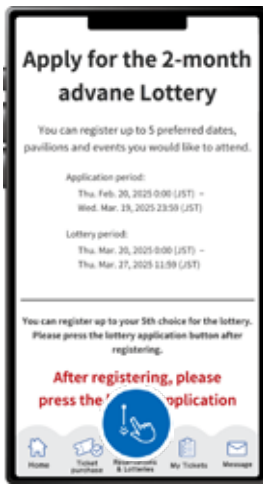 Apply for the 2-month
advane Lottery
You can register up to 5 preferred dates,
pavilions and events you would like to attend.
Application period:
Thu. Feb. 20, 2025 0:00 (JST) –
Wed. Mar. 19, 2025 23:59 (JST)
Lottery period:
Thu. Mar. 20, 2025 0:00 (JST) –
Thu. Mar. 27, 2025 11:59 (JST)
You can register up to your 5th choice for the lottery.
Please press the lottery application button after
registering.
After registering, please
press the application
Home
Ticket
purchase
Reservations
& Lotteries
My Tickets
Message